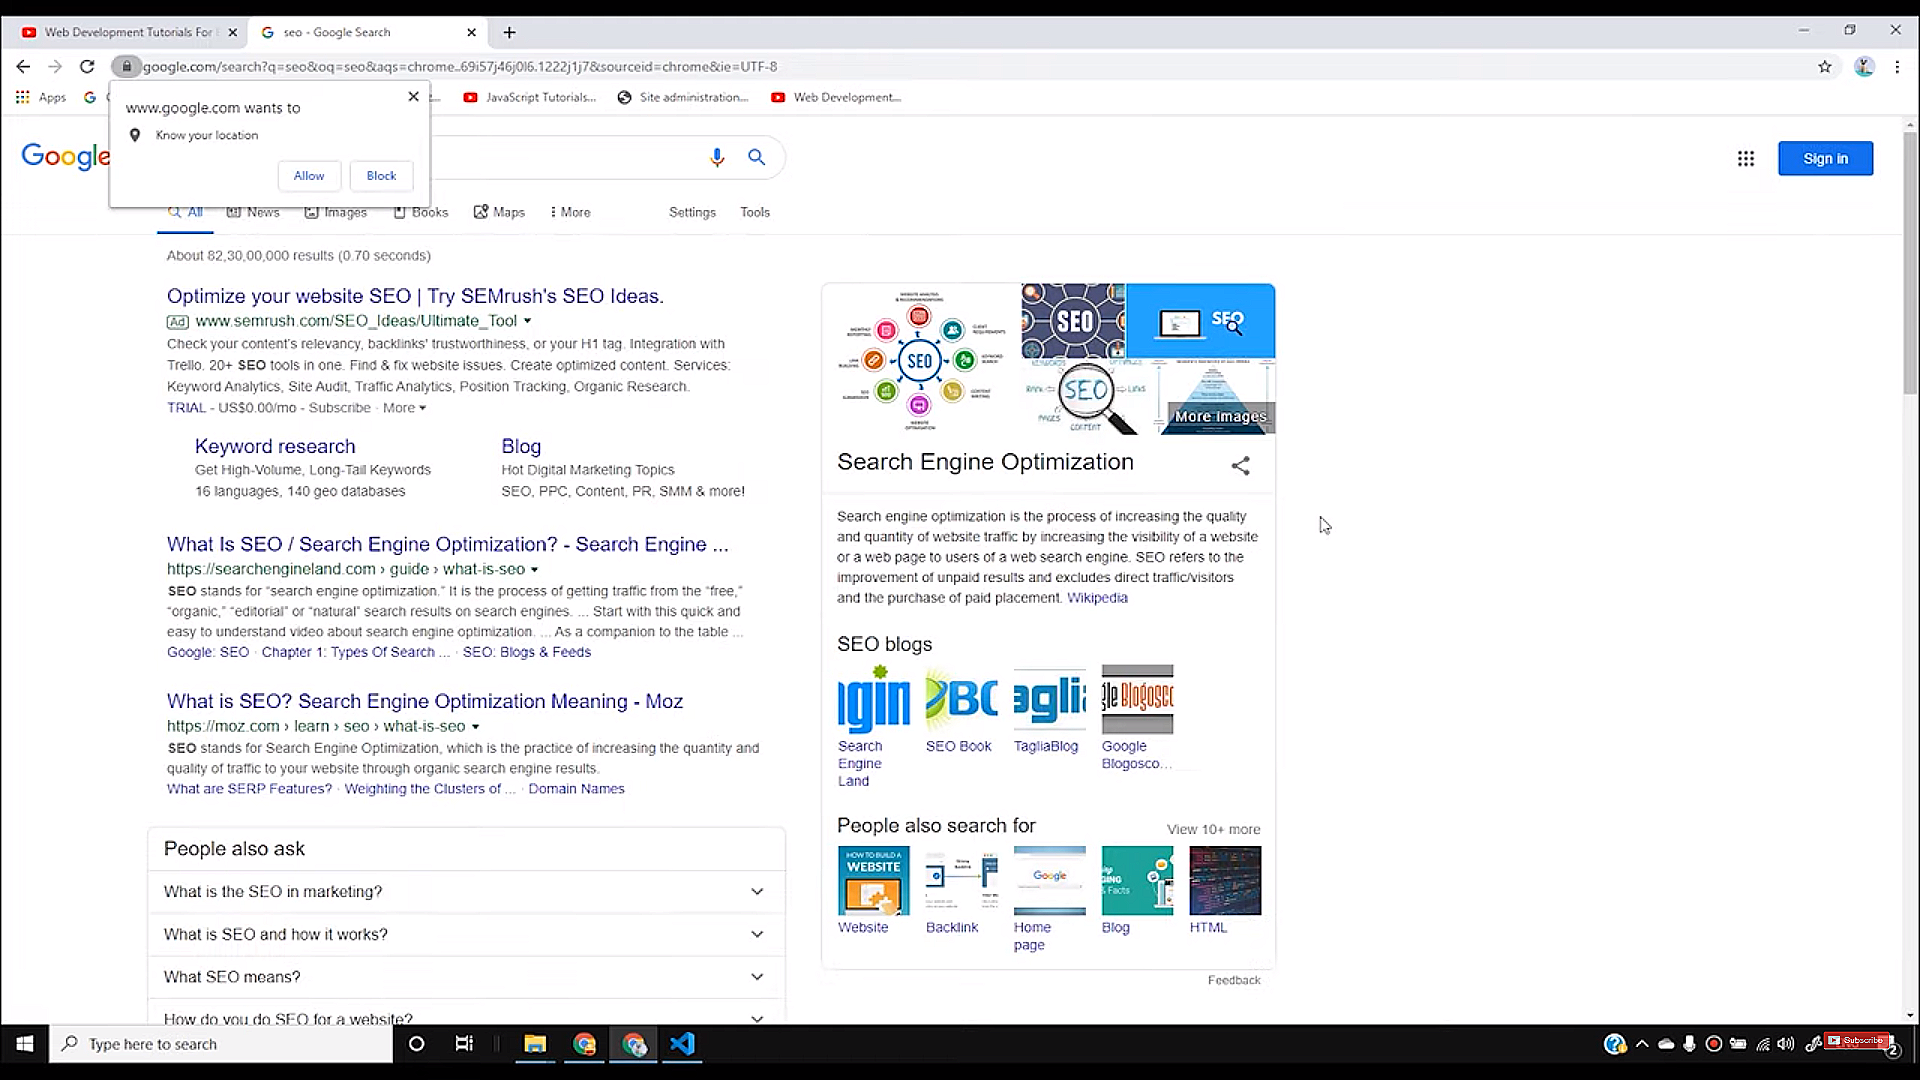 Web Development Tutorials For
seo - Google Search
google.com/search?q=seo&oq=seo&aqs=chrome..69i57j46j0l6.1222j1j7&sourceid=chrome&ie=UTF-8
Apps
JavaScript Tutorials...
Site administration...
Web Development...
www.google.com wants to
Know your location
Allow
Block
Google
Sign in
All
News
Images
Books
Maps
More
Settings
Tools
About 82,30,00,000 results (0.70 seconds)
Optimize your website SEO | Try SEMrush's SEO Ideas.
Ad www.semrush.com/SEO_Ideas/Ultimate_Tool
Check your content's relevancy, backlinks' trustworthiness, or your H1 tag. Integration with
Trello. 20+ SEO tools in one. Find & fix website issues. Create optimized content. Services:
Keyword Analytics, Site Audit, Traffic Analytics, Position Tracking, Organic Research.
TRIAL - US$0.00/mo - Subscribe · More
Keyword research
Get High-Volume, Long-Tail Keywords
16 languages, 140 geo databases
Blog
Hot Digital Marketing Topics
SEO, PPC, Content, PR, SMM & more!
What Is SEO / Search Engine Optimization? - Search Engine ...
https://searchengineland.com › guide › what-is-seo
SEO stands for “search engine optimization.” It is the process of getting traffic from the “free,”
“organic,” “editorial” or “natural” search results on search engines. ... Start with this quick and
easy to understand video about search engine optimization. ... As a companion to the table ...
Google: SEO · Chapter 1: Types Of Search ... · SEO: Blogs & Feeds
What is SEO? Search Engine Optimization Meaning - Moz
https://moz.com › learn › seo › what-is-seo
SEO stands for Search Engine Optimization, which is the practice of increasing the quantity and
quality of traffic to your website through organic search engine results.
What are SERP Features? · Weighting the Clusters of ... · Domain Names
People also ask
What is the SEO in marketing?
What is SEO and how it works?
What SEO means?
How do you do SEO for a website?
SEO
SEO
SEO
SEO
More images
Search Engine Optimization
Search engine optimization is the process of increasing the quality
and quantity of website traffic by increasing the visibility of a website
or a web page to users of a web search engine. SEO refers to the
improvement of unpaid results and excludes direct traffic/visitors
and the purchase of paid placement. Wikipedia
SEO blogs
Search
Engine
Land
SEO Book
TagliaBlog
Google
Blogosco...
People also search for
View 10+ more
HOW TO BUILD A
WEBSITE
Google
Website
Backlink
Home
page
Blog
HTML
Feedback
Type here to search
Subscribe
2